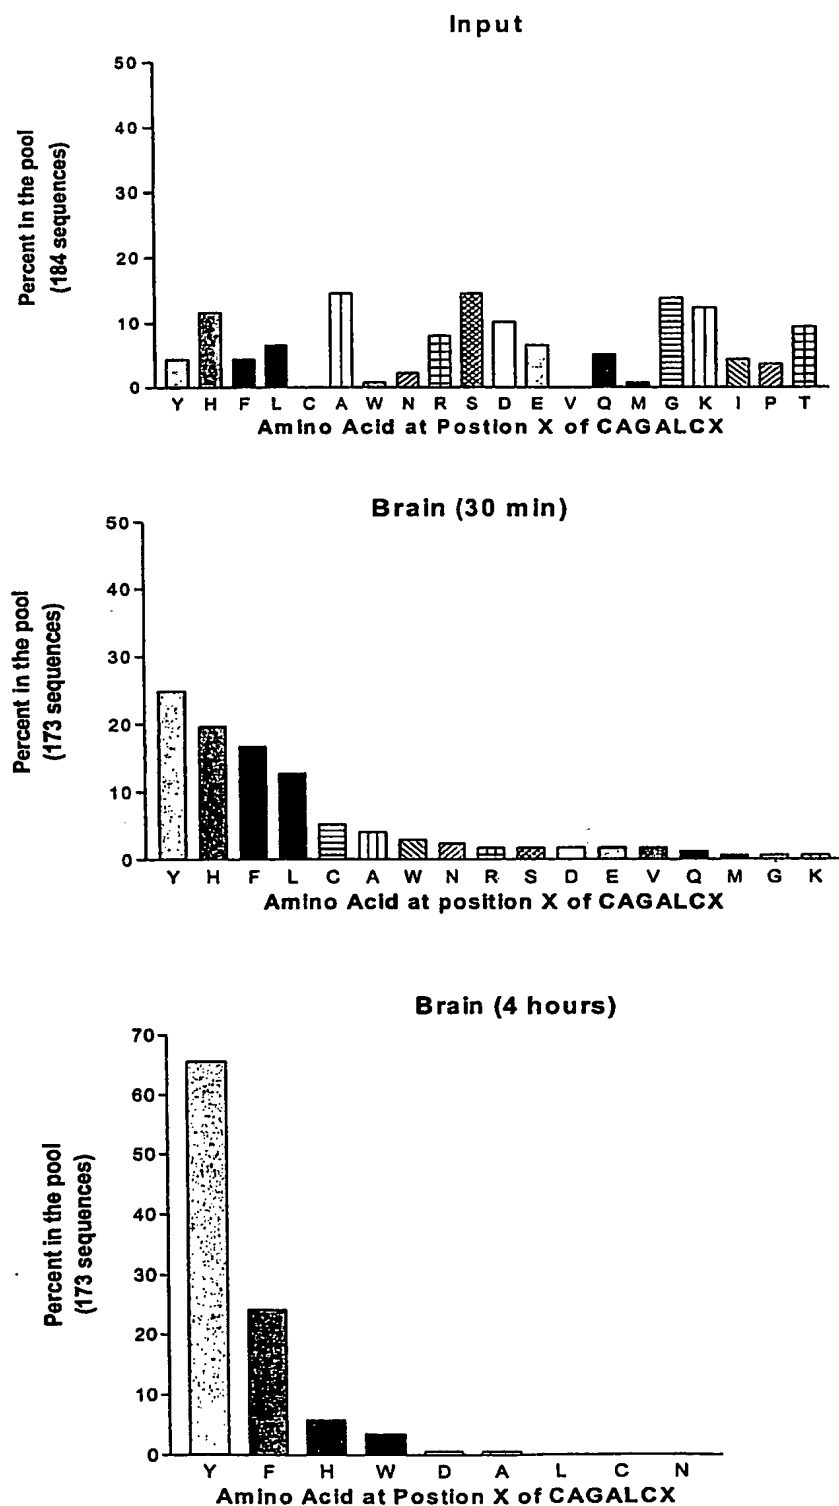 Input
Percent in the pool
(184 sequences)
50
40
30
20
10
0
Y H F L C A W N R S D E V Q M G K I P T
Amino Acid at Postion X of CAGALCX
Brain (30 min)
Percent in the pool
(173 sequences)
50
40
30
20
10
0
Y H F L C A W N R S D E V Q M G K
Amino Acid at position X of CAGALCX
Brain (4 hours)
Percent in the pool
(173 sequences)
70
60
50
40
30
20
10
0
Y F H W D A L C N
Amino Acid at Postion X of CAGALCX